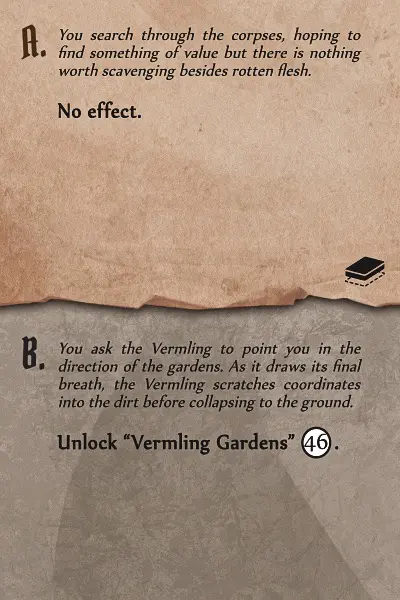 A. You search through the corpses, hoping to
find something of value but there is nothing
worth scavenging besides rotten flesh.
No effect.
B. You ask the Vermling to point you in the
direction of the gardens. As it draws its final
breath, the Vermling scratches coordinates
into the dirt before collapsing to the ground.
Unlock “Vermling Gardens” 46.